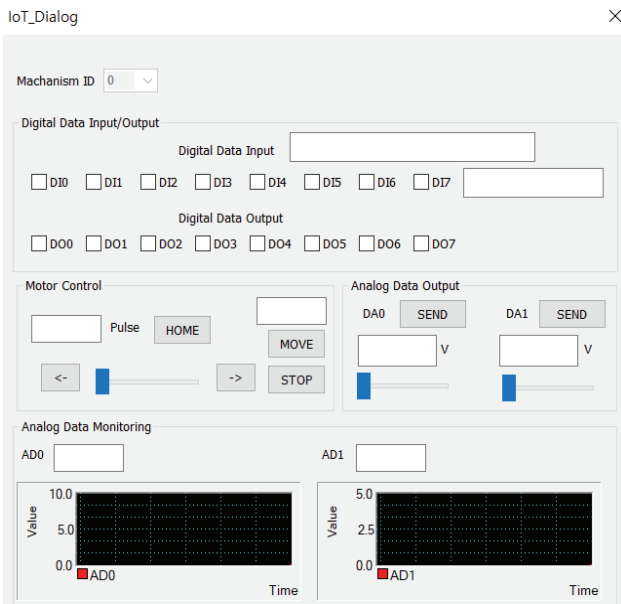 IoT_Dialog
Machanism ID 0
Digital Data Input/Output
Digital Data Input
DI0 DI1 DI2 DI3 DI4 DI5 DI6 DI7
Digital Data Output
DO0 DO1 DO2 DO3 DO4 DO5 DO6 DO7
Motor Control
Pulse HOME
MOVE
<- -> STOP
Analog Data Output
DA0 SEND DA1 SEND
V V
Analog Data Monitoring
AD0 AD1
10.0
5.0
0.0
Value
AD0
Time
5.0
2.5
0.0
Value
AD1
Time